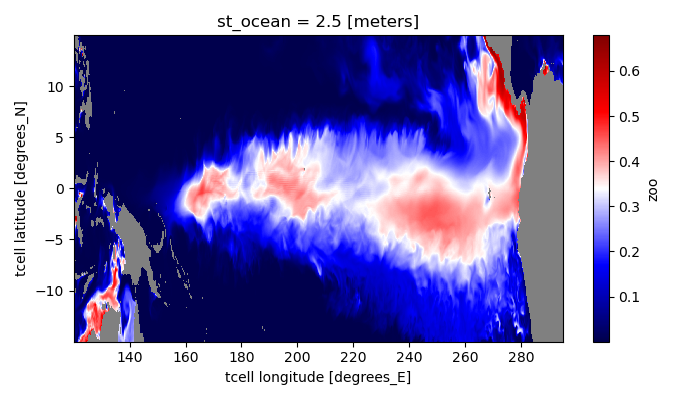 st_ocean = 2.5 [meters]
10
5
0
−5
−10
tcell latitude [degrees_N]
140 160 180 200 220 240 260 280
tcell longitude [degrees_E]
0.6
0.5
0.4
0.3
0.2
0.1
zoo